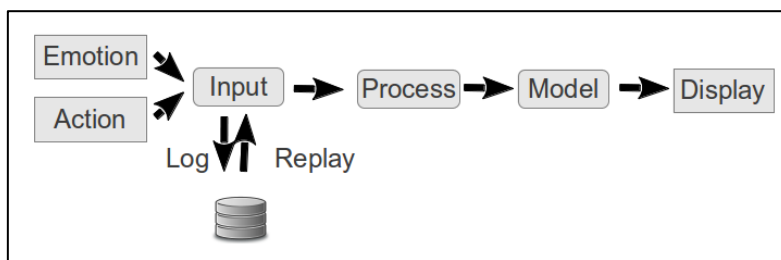 Emotion
Action
Input
Process
Model
Display
Log
Replay